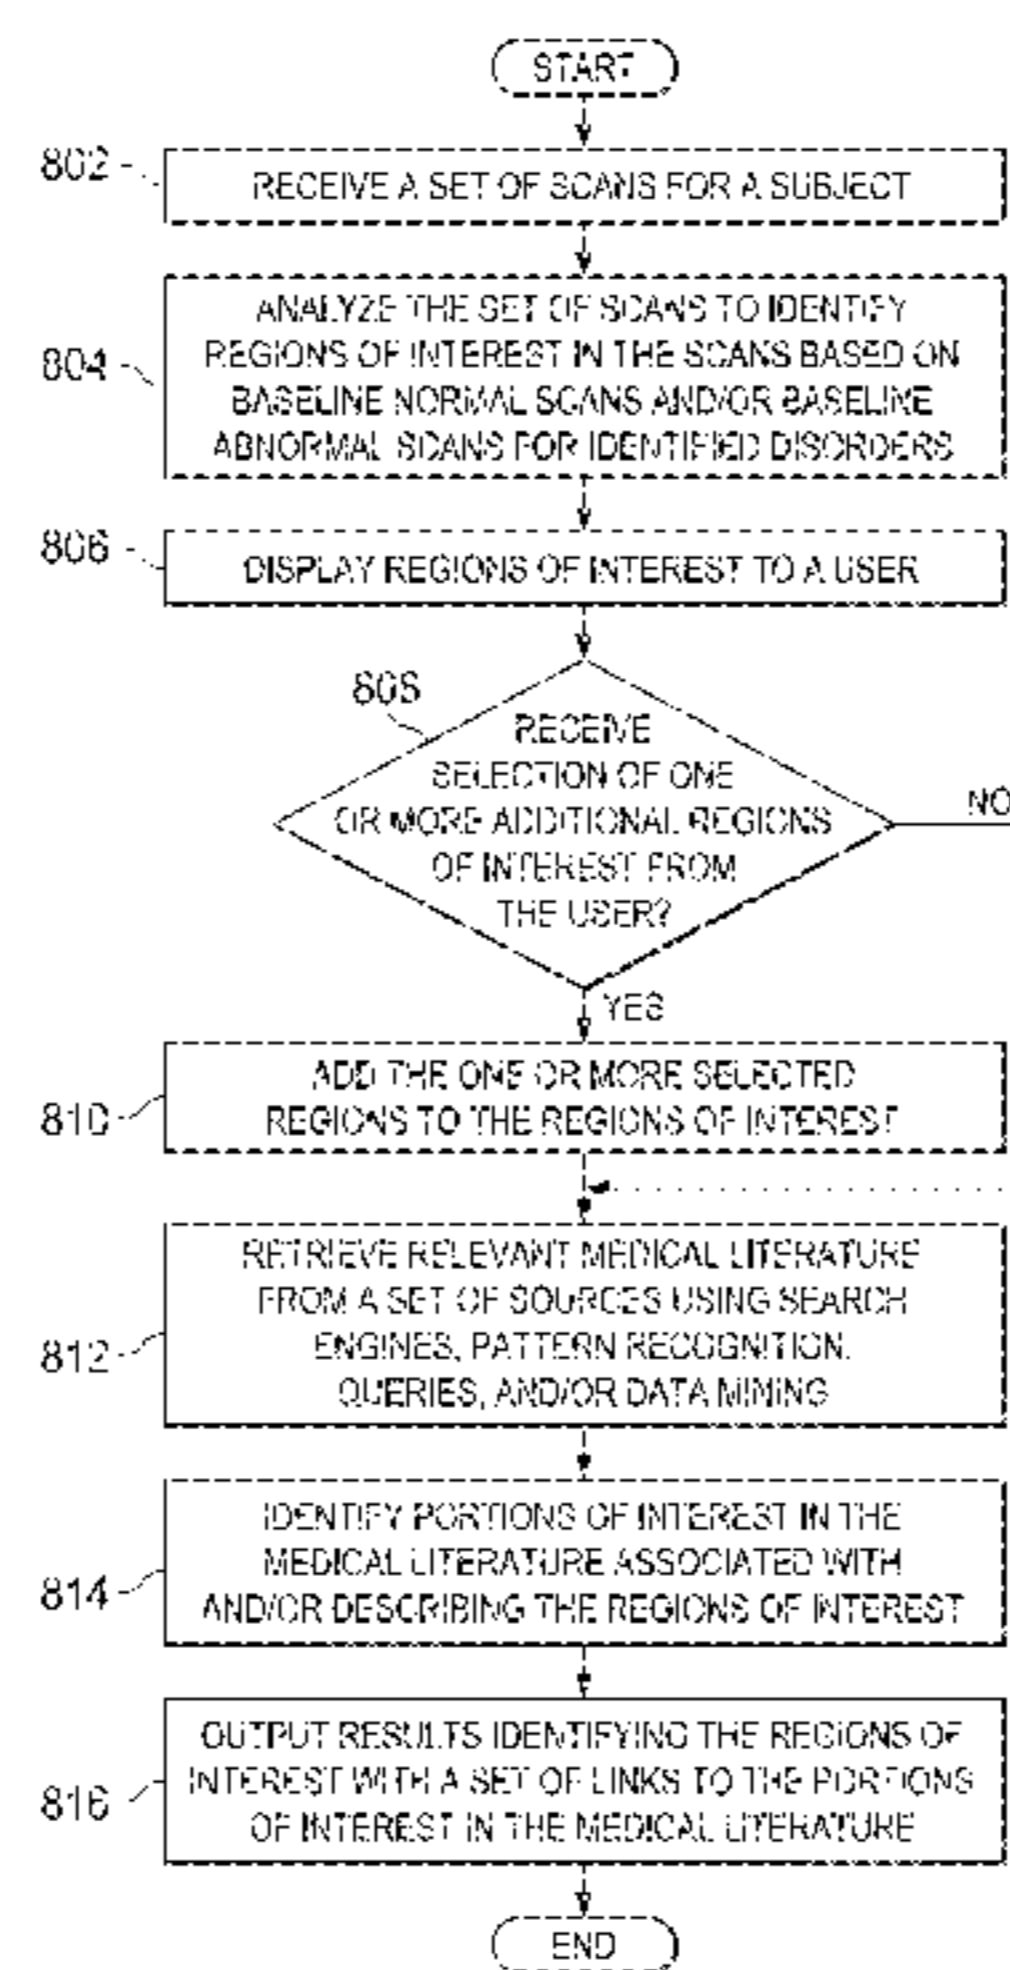 START
802
RECEIVE A SET OF SCANS FOR A SUBJECT
804
ANALYZE THE SET OF SCANS TO IDENTIFY
REGIONS OF INTEREST IN THE SCANS BASED ON
BASELINE NORMAL SCANS AND/OR BASELINE
ABNORMAL SCANS FOR IDENTIFIED DISORDERS
806
DISPLAY REGIONS OF INTEREST TO A USER
808
RECEIVE
SELECTION OF ONE
OR MORE ADDITIONAL REGIONS
OF INTEREST FROM
THE USER?
NO
YES
810
ADD THE ONE OR MORE SELECTED
REGIONS TO THE REGIONS OF INTEREST
812
RETRIEVE RELEVANT MEDICAL LITERATURE
FROM A SET OF SOURCES USING SEARCH
ENGINES, PATTERN RECOGNITION,
QUERIES, AND/OR DATA MINING
814
IDENTIFY PORTIONS OF INTEREST IN THE
MEDICAL LITERATURE ASSOCIATED WITH
AND/OR DESCRIBING THE REGIONS OF INTEREST
816
OUTPUT RESULTS IDENTIFYING THE REGIONS OF
INTEREST WITH A SET OF LINKS TO THE PORTIONS
OF INTEREST IN THE MEDICAL LITERATURE
END